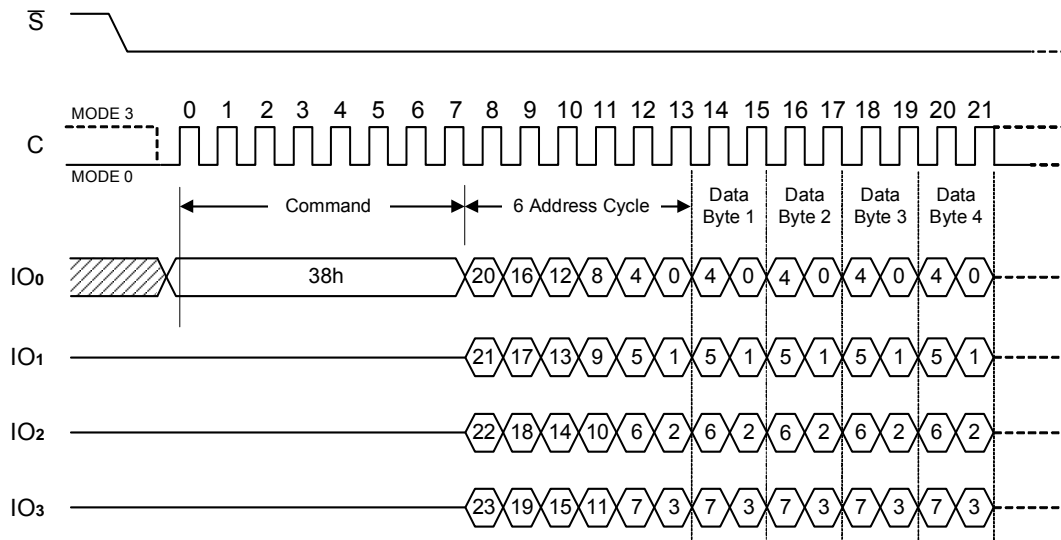 S
MODE 3
0 1 2 3 4 5 6 7 8 9 10 11 12 13 14 15 16 17 18 19 20 21
C
MODE 0
Command
6 Address Cycle
Data Byte 1
Data Byte 2
Data Byte 3
Data Byte 4
IO0 38h 20 16 12 8 4 0 4 0 4 0 4 0 4 0
IO1 21 17 13 9 5 1 5 1 5 1 5 1 5 1
IO2 22 18 14 10 6 2 6 2 6 2 6 2 6 2
IO3 23 19 15 11 7 3 7 3 7 3 7 3 7 3